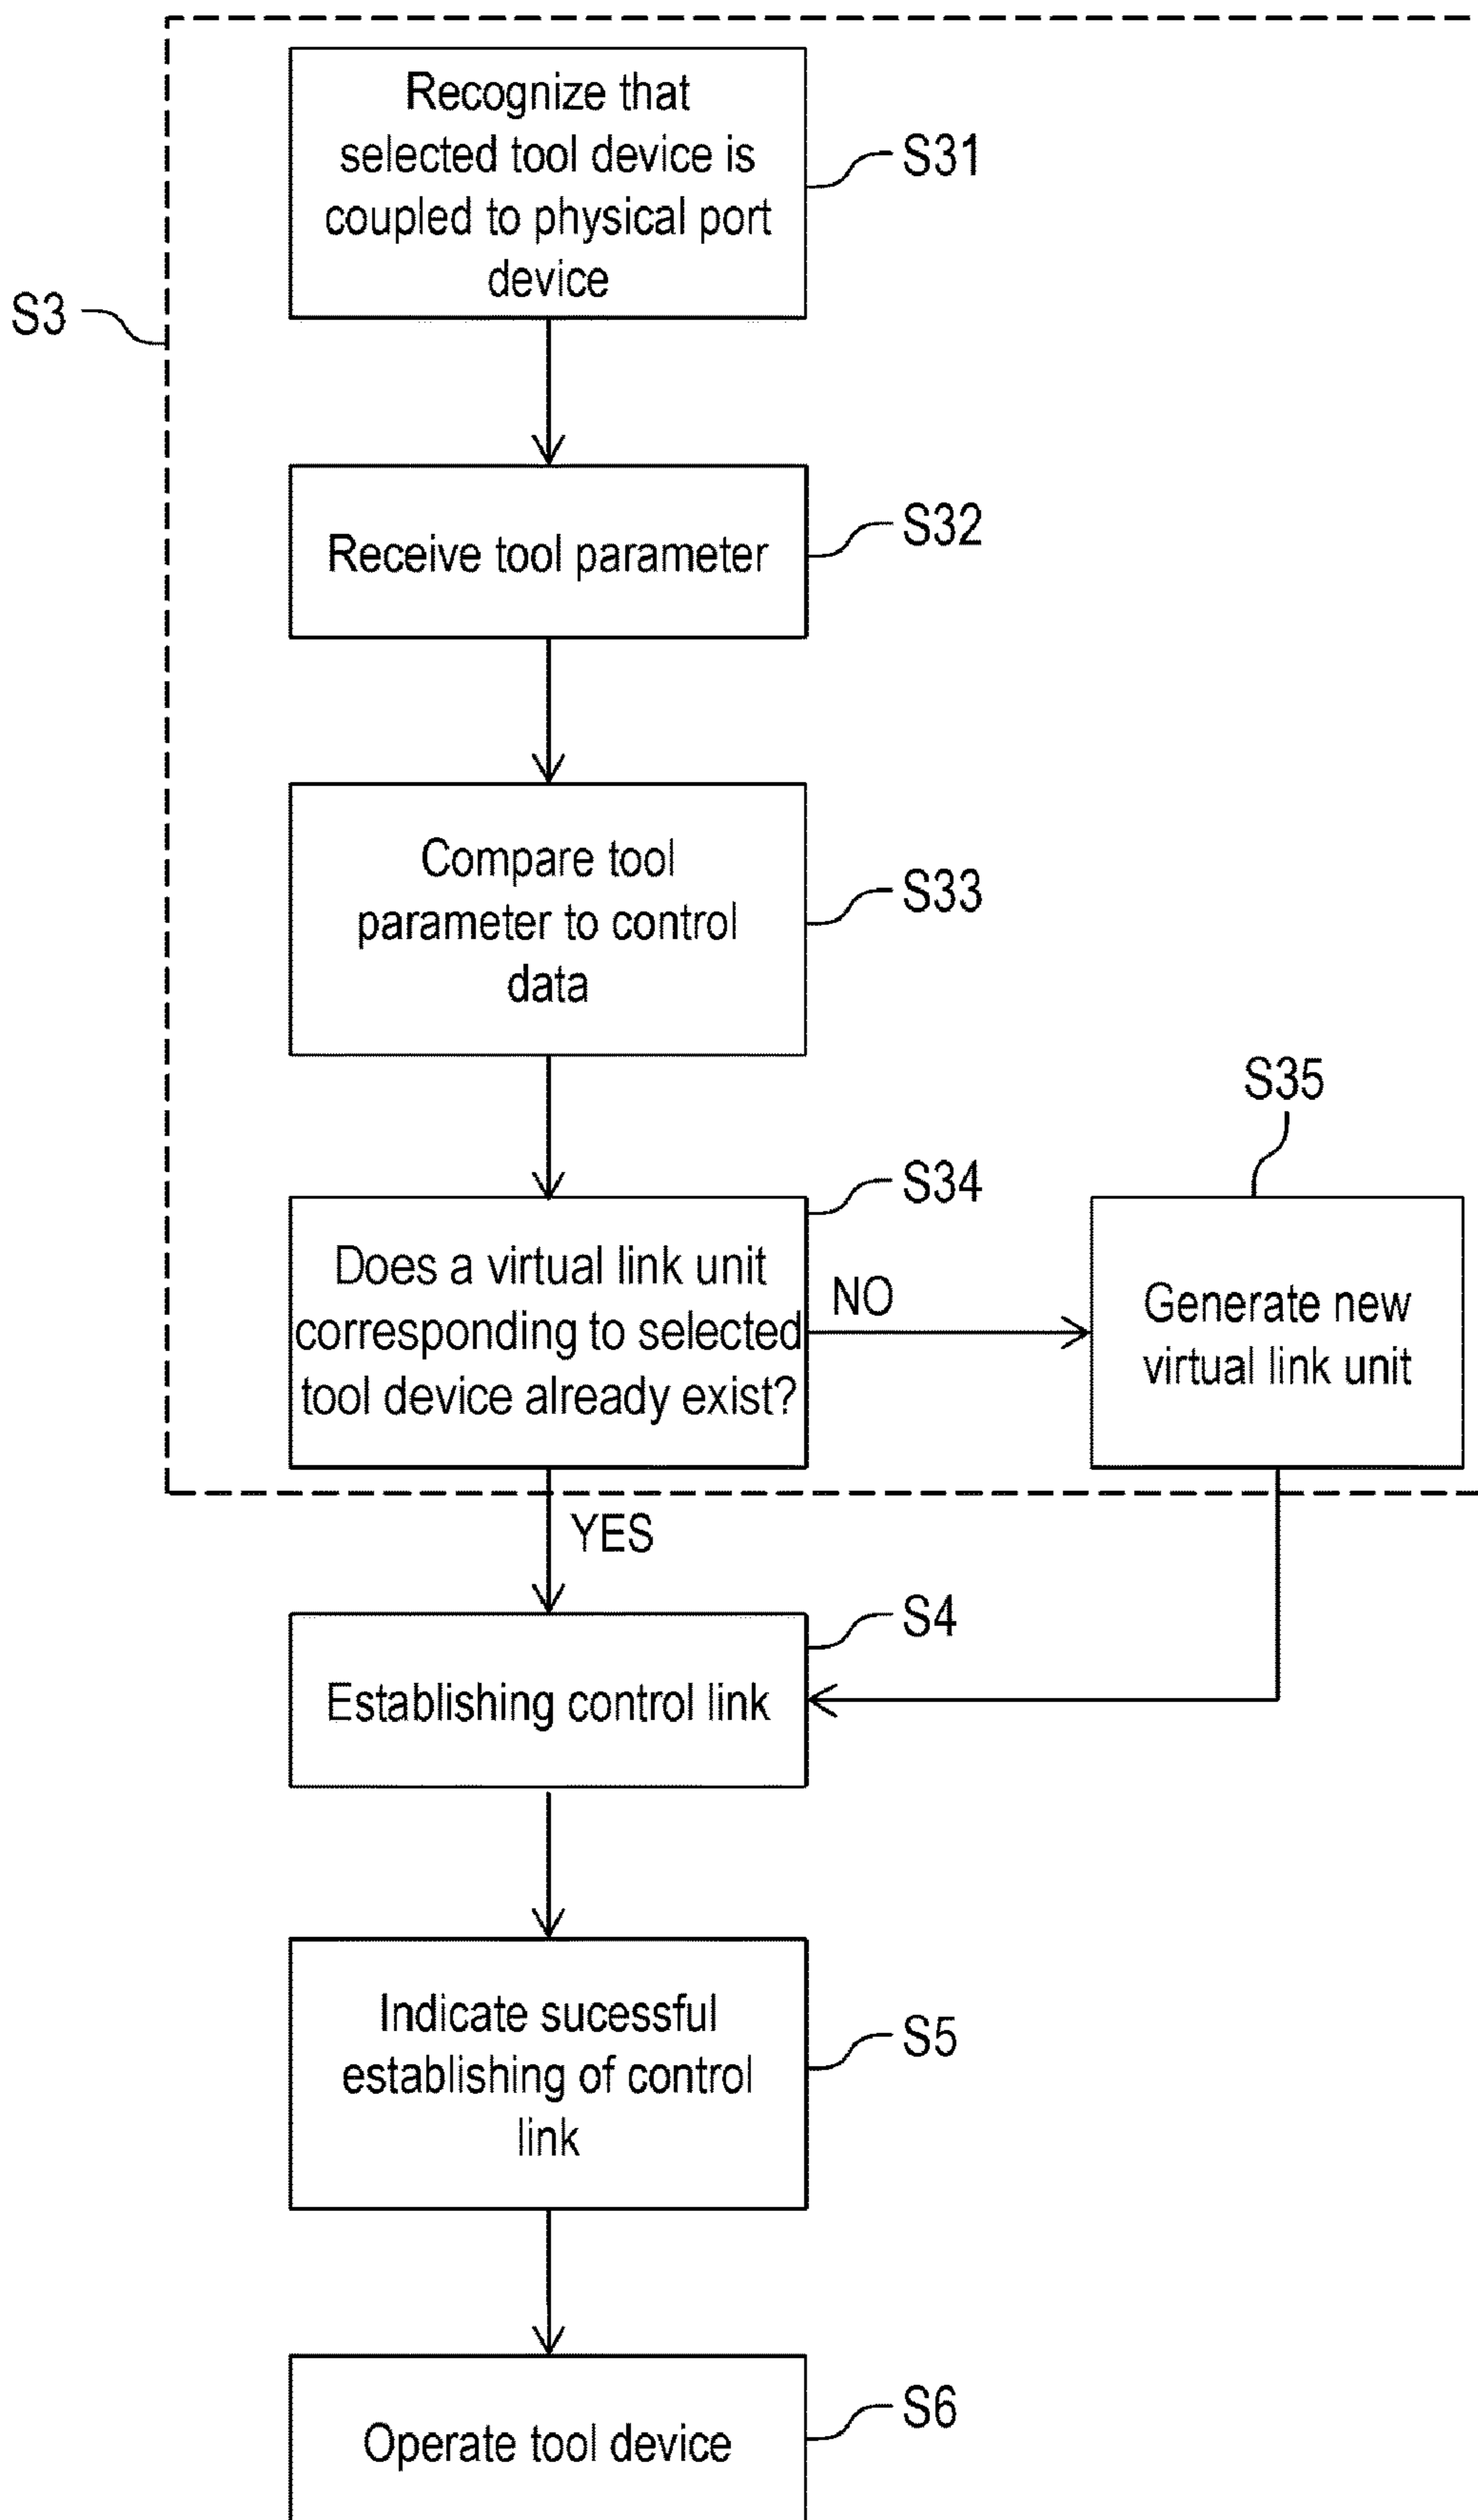 Recognize that
selected tool device is
coupled to physical port
device
S31
S3
Receive tool parameter
S32
Compare tool
parameter to control
data
S33
S35
S34
Does a virtual link unit
corresponding to selected
tool device already exist?
NO
Generate new
virtual link unit
YES
S4
Establishing control link
Indicate sucessful
establishing of control
link
S5
Operate tool device
S6